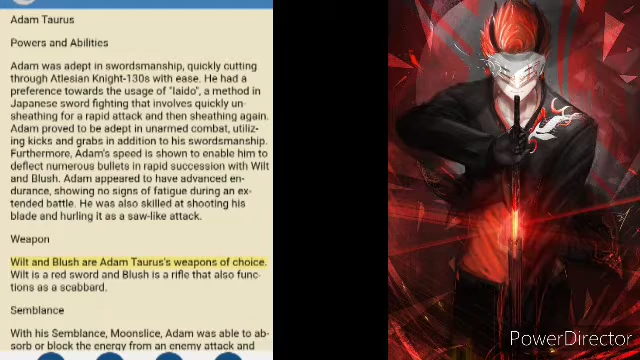 Adam Taurus
Powers and Abilities
Adam was adept in swordsmanship, quickly cutting
through Atlesian Knight-130s with ease. He had a
preference towards the usage of "Iaido", a method in
Japanese sword fighting that involves quickly un-
sheathing for a rapid attack and then sheathing again.
Adam proved to be adept in unarmed combat, utiliz-
ing kicks and grabs in addition to his swordsmanship.
Furthermore, Adam's speed is shown to enable him to
deflect numerous bullets in rapid succession with Wilt
and Blush. Adam appeared to have advanced en-
durance, showing no signs of fatigue during an ex-
tended battle. He was also skilled at shooting his
blade and hurling it as a saw-like attack.
Weapon
Wilt and Blush are Adam Taurus's weapons of choice.
Wilt is a red sword and Blush is a rifle that also func-
tions as a scabbard.
Semblance
With his Semblance, Moonslice, Adam was able to ab-
sorb or block the energy from an enemy attack and
PowerDirector